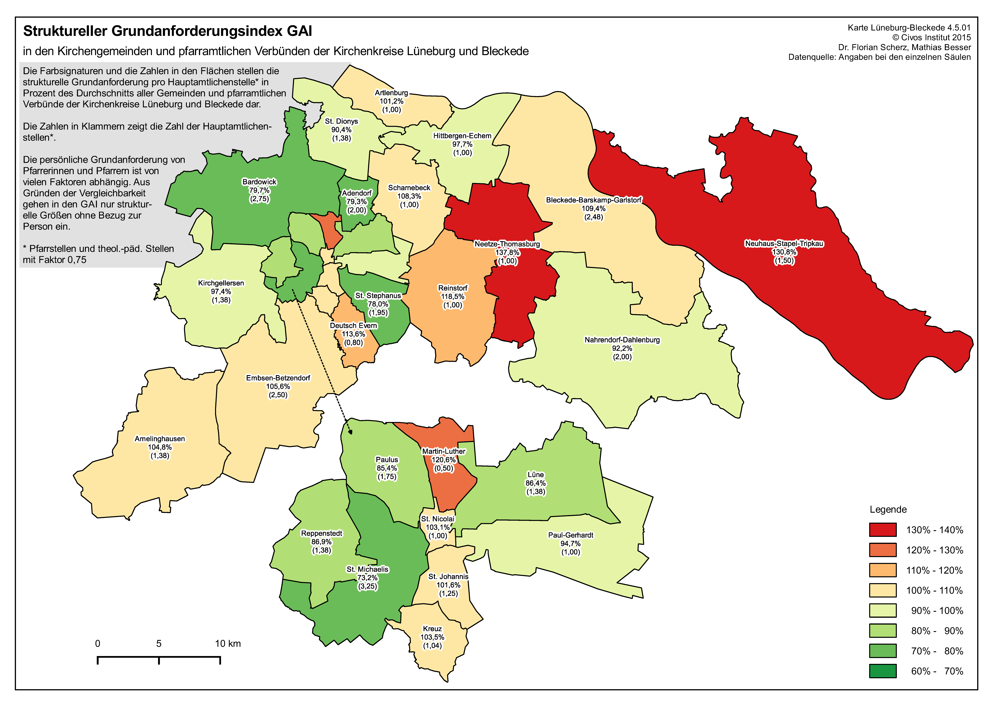 Struktureller Grundanforderungsindex GAI
in den Kirchengemeinden und pfarramtlichen Verbünden der Kirchenkreise Lüneburg und Bleckede
Karte Lüneburg-Bleckede 4.5.01
© Civos Institut 2015
Dr. Florian Scherz, Mathias Besser
Datenquelle: Angaben bei den einzelnen Säulen
Die Farbsignaturen und die Zahlen in den Flächen stellen die
strukturelle Grundanforderung pro Hauptamtlichenstelle* in
Prozent des Durchschnitts aller Gemeinden und pfarramtlichen
Verbünde der Kirchenkreise Lüneburg und Bleckede dar.
Die Zahlen in Klammern zeigt die Zahl der Hauptamtlichen-
stellen*.
Die persönliche Grundanforderung von
Pfarrerinnen und Pfarrern ist von
vielen Faktoren abhängig. Aus
Gründen der Vergleichbarkeit
gehen in den GAI nur struktur-
elle Größen ohne Bezug zur
Person ein.
* Pfarrstellen und theol.-päd. Stellen
mit Faktor 0,75
Artlenburg
101,2%
(1,00)
St. Dionys
90,4%
(1,38)
Hittbergen-Echem
97,7%
(1,00)
Bardowick
79,7%
(2,75)
Adendorf
79,3%
(2,00)
Scharnebeck
108,3%
(1,00)
Bleckede-Barskamp-Garlstorf
109,4%
(2,48)
Neetze-Thomasburg
137,8%
(1,00)
Neuhaus-Stapel-Tripkau
130,8%
(1,50)
Kirchgellersen
97,4%
(1,38)
St. Stephanus
78,0%
(1,95)
Reinstorf
118,5%
(1,00)
Deutsch Evern
113,6%
(0,80)
Nahrendorf-Dahlenburg
92,2%
(2,00)
Embsen-Betzendorf
105,6%
(2,50)
Amelinghausen
104,8%
(1,38)
Paulus
85,4%
(1,75)
Martin-Luther
120,6%
(0,50)
Lüne
86,4%
(1,38)
St. Nicolai
103,1%
(1,00)
Reppenstedt
86,9%
(1,38)
Paul-Gerhardt
94,7%
(1,00)
St. Michaelis
73,2%
(3,25)
St. Johannis
101,6%
(1,25)
Kreuz
103,5%
(1,04)
Legende
130% - 140%
120% - 130%
110% - 120%
100% - 110%
90% - 100%
80% - 90%
70% - 80%
60% - 70%
0 5 10 km